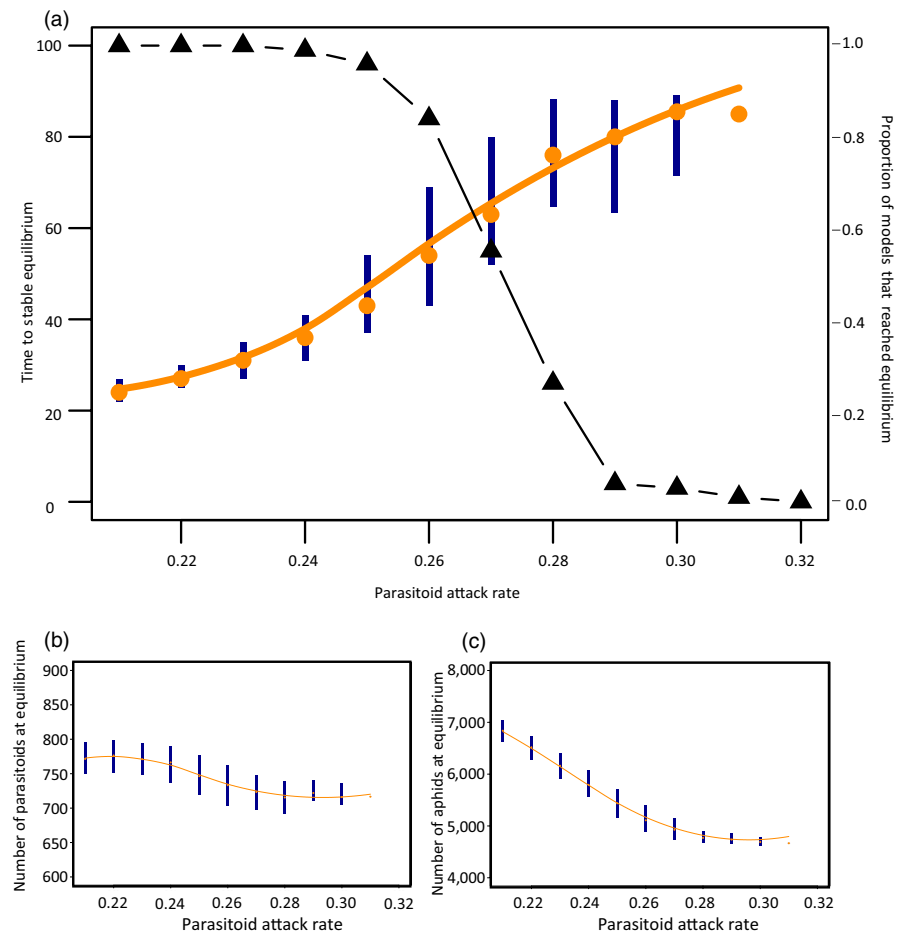 (a)
100
80
60
40
20
0
Time to stable equilibrium
1.0
0.8
0.6
0.4
0.2
0.0
Proportion of models that reached equilibrium
0.22 0.24 0.26 0.28 0.30 0.32
Parasitoid attack rate
(b)
900
850
800
750
700
650
600
Number of parasitoids at equilibrium
0.22 0.24 0.26 0.28 0.30 0.32
Parasitoid attack rate
(c)
8,000
7,000
6,000
5,000
4,000
Number of aphids at equilibrium
0.22 0.24 0.26 0.28 0.30 0.32
Parasitoid attack rate